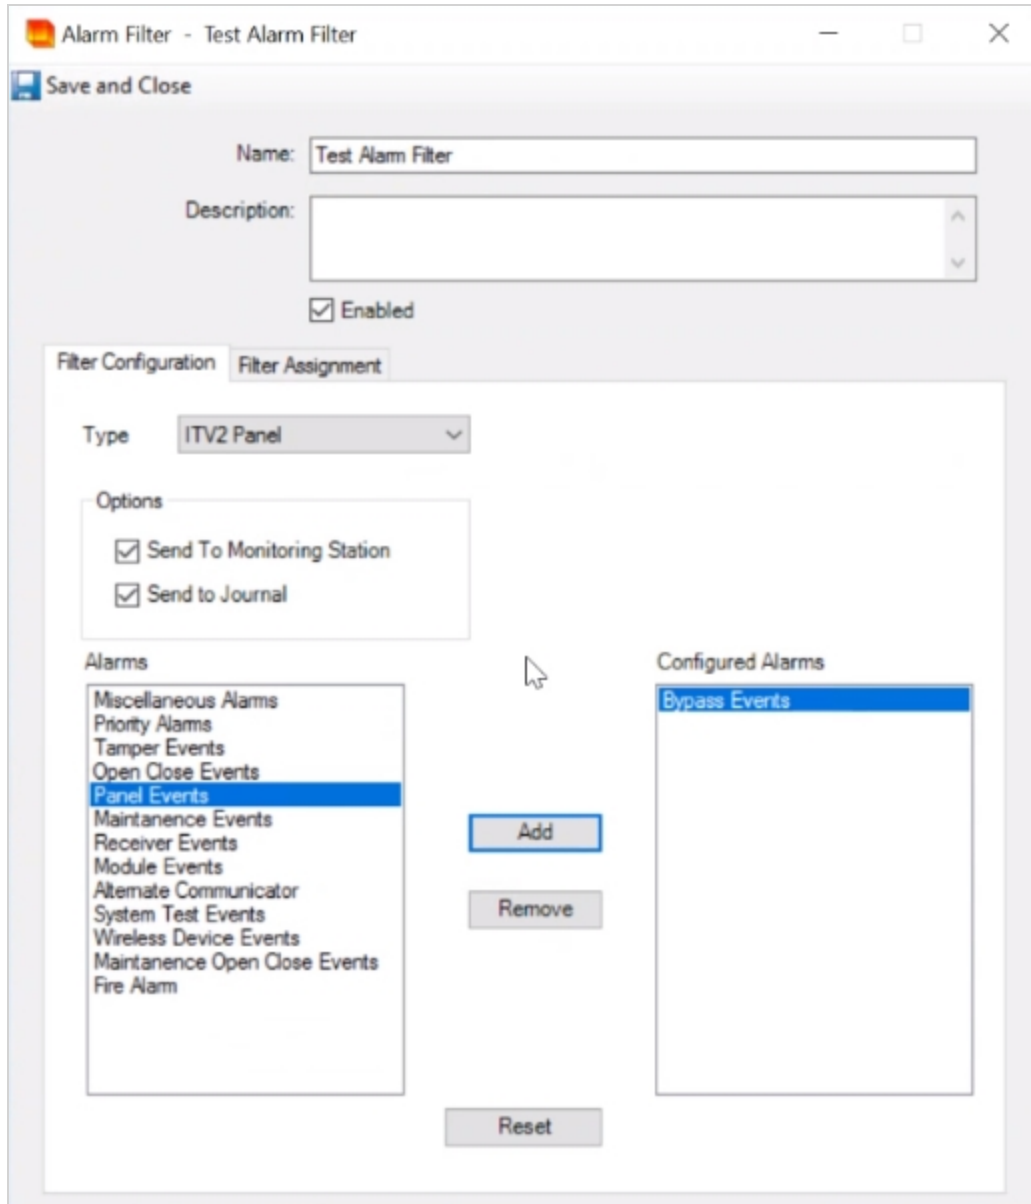 Alarm Filter - Test Alarm Filter
Save and Close
Name: Test Alarm Filter
Description:
Enabled
Filter Configuration Filter Assignment
Type ITV2 Panel
Options
Send To Monitoring Station
Send to Journal
Alarms
Miscellaneous Alarms
Priority Alarms
Tamper Events
Open Close Events
Panel Events
Maintanence Events
Receiver Events
Module Events
Alternate Communicator
System Test Events
Wireless Device Events
Maintanence Open Close Events
Fire Alarm
Add
Remove
Configured Alarms
Bypass Events
Reset